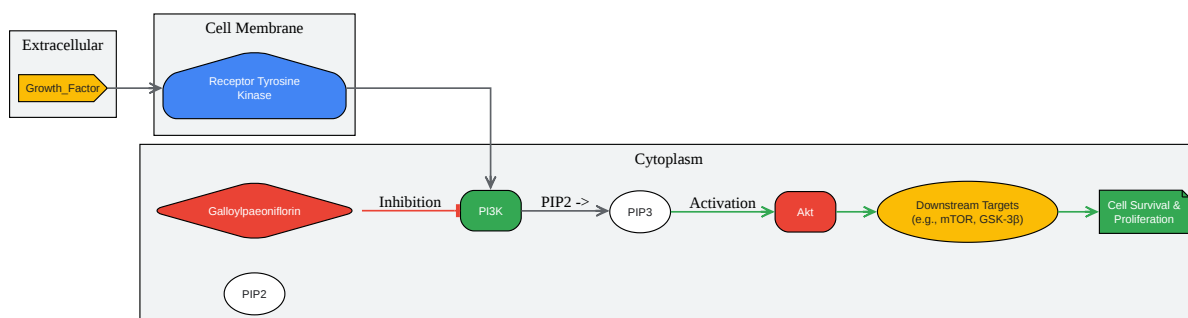 Extracellular
Growth_Factor
Cell Membrane
Receptor Tyrosine
Kinase
Cytoplasm
Galloylpaeoniflorin
Inhibition
PI3K
PIP2 ->
PIP3
Activation
Akt
Downstream Targets
(e.g., mTOR, GSK-3β)
Cell Survival &
Proliferation
PIP2